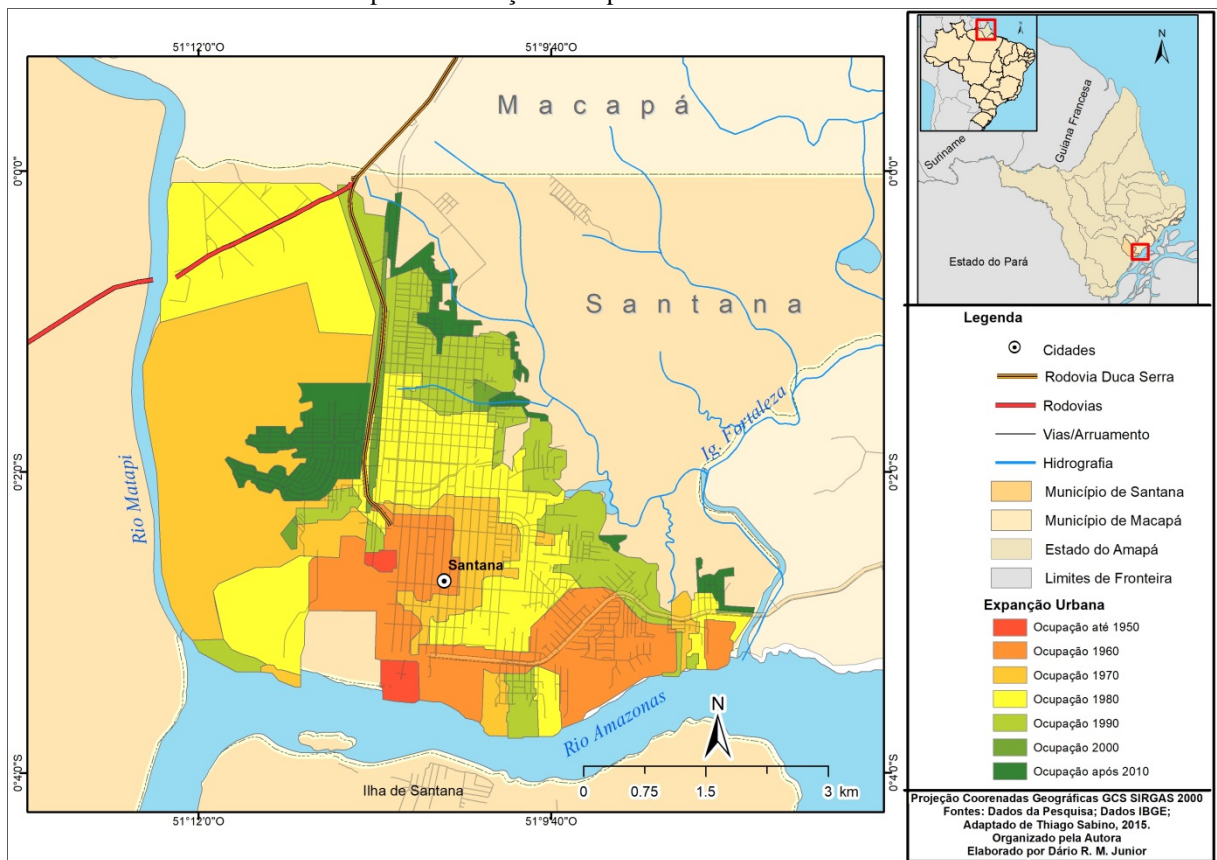 51°12'0"O
51°9'40"O
0°0'0"
0°2'0"S
0°4'0"S
0°0'0"
0°2'0"S
0°4'0"S
51°12'0"O
51°9'40"O
Macapá
Santana
Ig. Fortaleza
Rio Matapi
Santana
Rio Amazonas
N
0 0.75 1.5 3 km
Ilha de Santana
N
Suriname
Guiana Francesa
Estado do Pará
Legenda
Cidades
Rodovia Duca Serra
Rodovias
Vias/Arruamento
Hidrografia
Município de Santana
Município de Macapá
Estado do Amapá
Limites de Fronteira
Expanção Urbana
Ocupação até 1950
Ocupação 1960
Ocupação 1970
Ocupação 1980
Ocupação 1990
Ocupação 2000
Ocupação após 2010
Projeção Coorenadas Geográficas GCS SIRGAS 2000
Fontes: Dados da Pesquisa; Dados IBGE;
Adaptado de Thiago Sabino, 2015.
Organizado pela Autora
Elaborado por Dário R. M. Junior